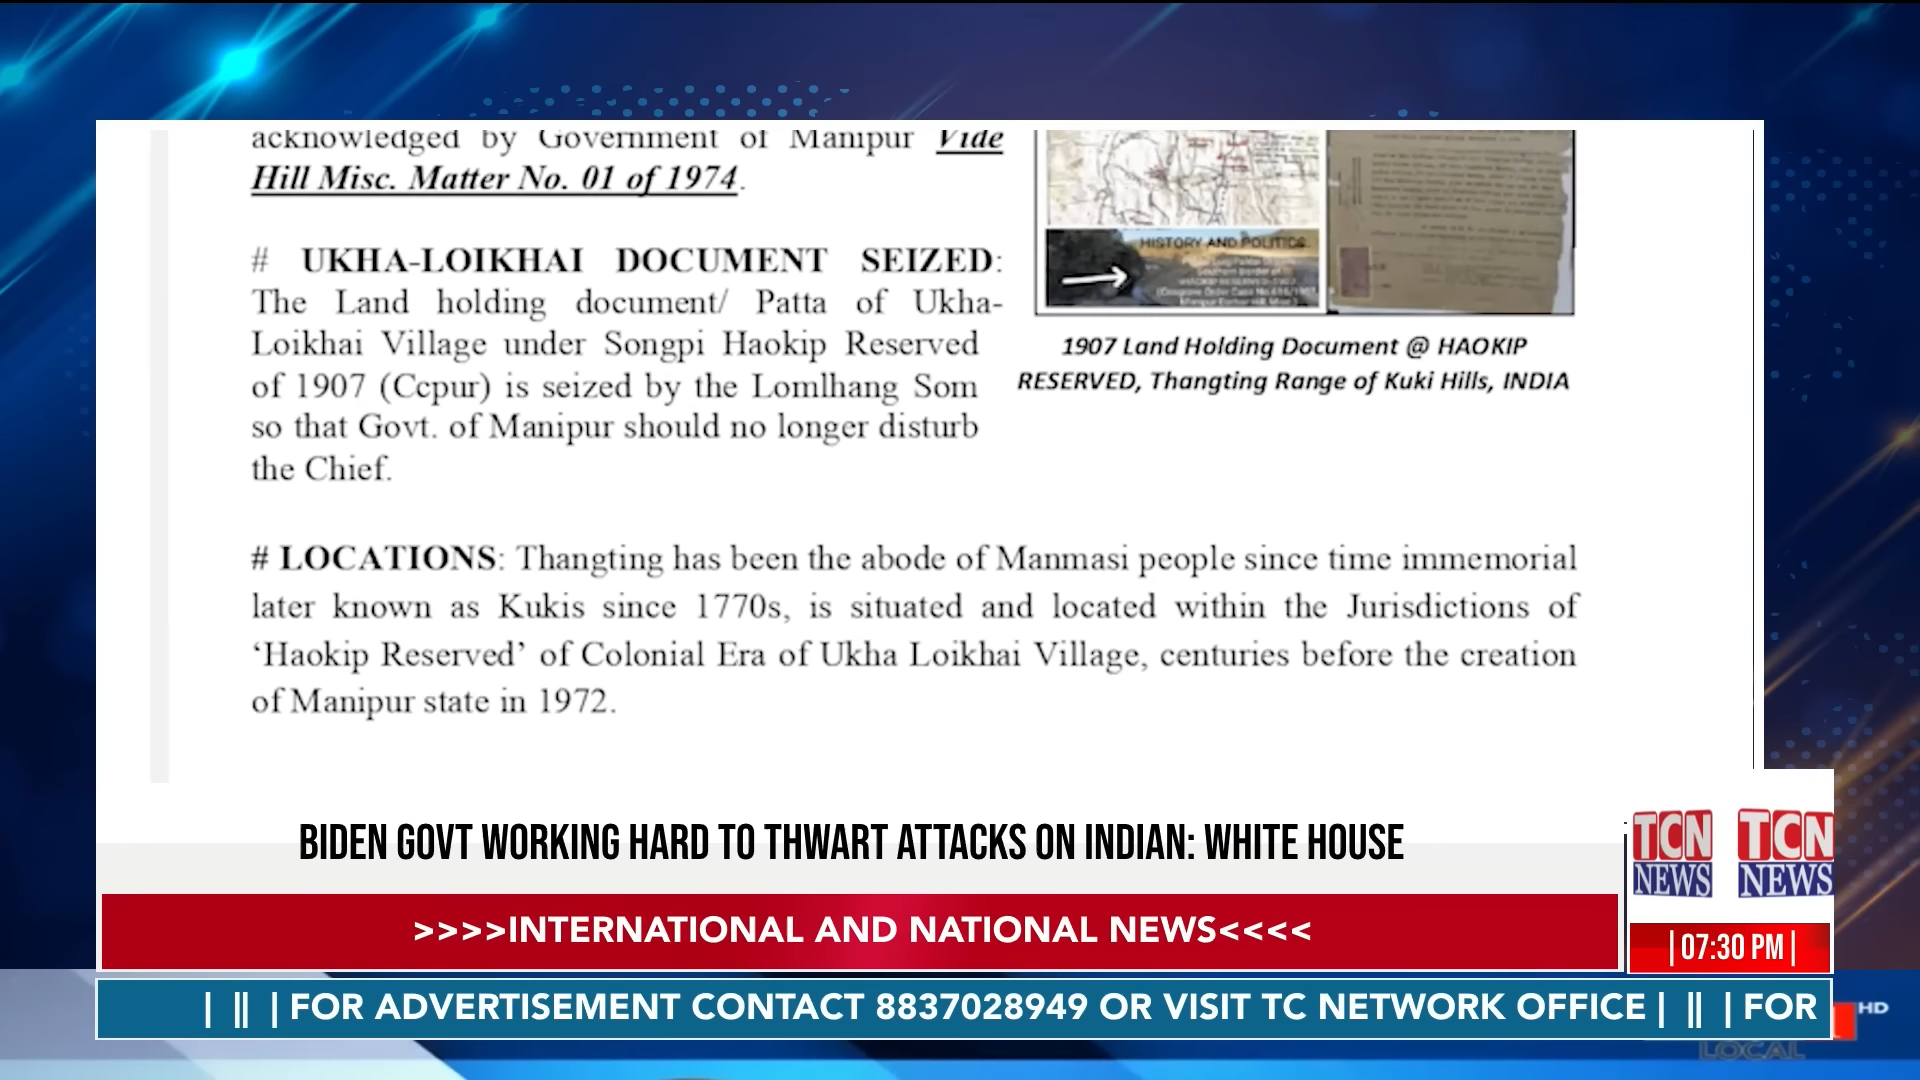 acknowledged by Government of Manipur Vide
Hill Misc. Matter No. 01 of 1974.
# UKHA-LOIKHAI DOCUMENT SEIZED:
The Land holding document/ Patta of Ukha-
Loikhai Village under Songpi Haokip Reserved
of 1907 (Ccpur) is seized by the Lomlhang Som
so that Govt. of Manipur should no longer disturb
the Chief.
HISTORY AND POLITICS
1907 Land Holding Document @ HAOKIP
RESERVED, Thangting Range of Kuki Hills, INDIA
# LOCATIONS: Thangting has been the abode of Manmasi people since time immemorial
later known as Kukis since 1770s, is situated and located within the Jurisdictions of
‘Haokip Reserved’ of Colonial Era of Ukha Loikhai Village, centuries before the creation
of Manipur state in 1972.
BIDEN GOVT WORKING HARD TO THWART ATTACKS ON INDIAN: WHITE HOUSE
TCN NEWS TCN NEWS
>>>>INTERNATIONAL AND NATIONAL NEWS<<<<
|07:30 PM|
| || | FOR ADVERTISEMENT CONTACT 8837028949 OR VISIT TC NETWORK OFFICE | || | FOR
HD
LOCAL